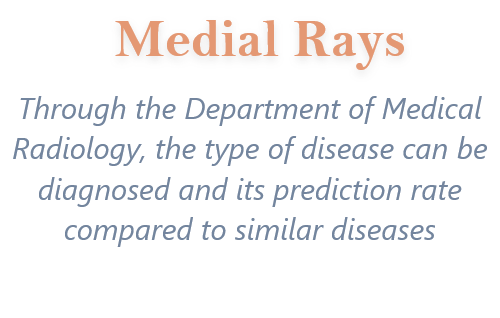 Medial Rays
Through the Department of Medical
Radiology, the type of disease can be
diagnosed and its prediction rate
compared to similar diseases